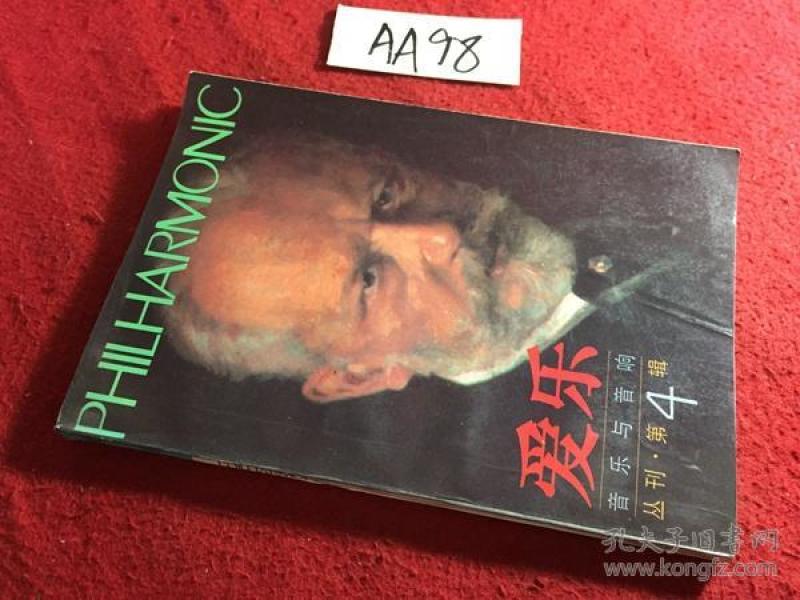 AA98
PHILHARMONIC
爱乐
音乐与音响
丛刊·第4辑
孔夫子旧书网
www.kongfz.com